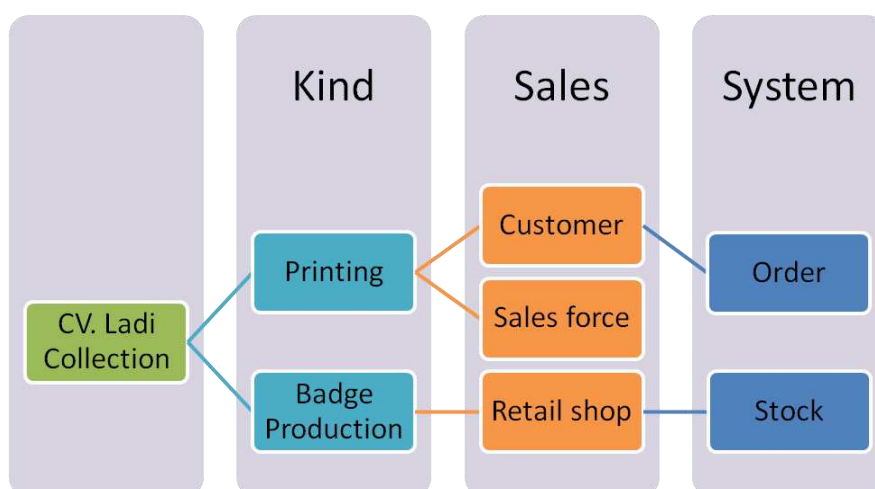 Kind
Sales
System
CV. Ladi
Collection
Printing
Badge
Production
Customer
Sales force
Retail shop
Order
Stock